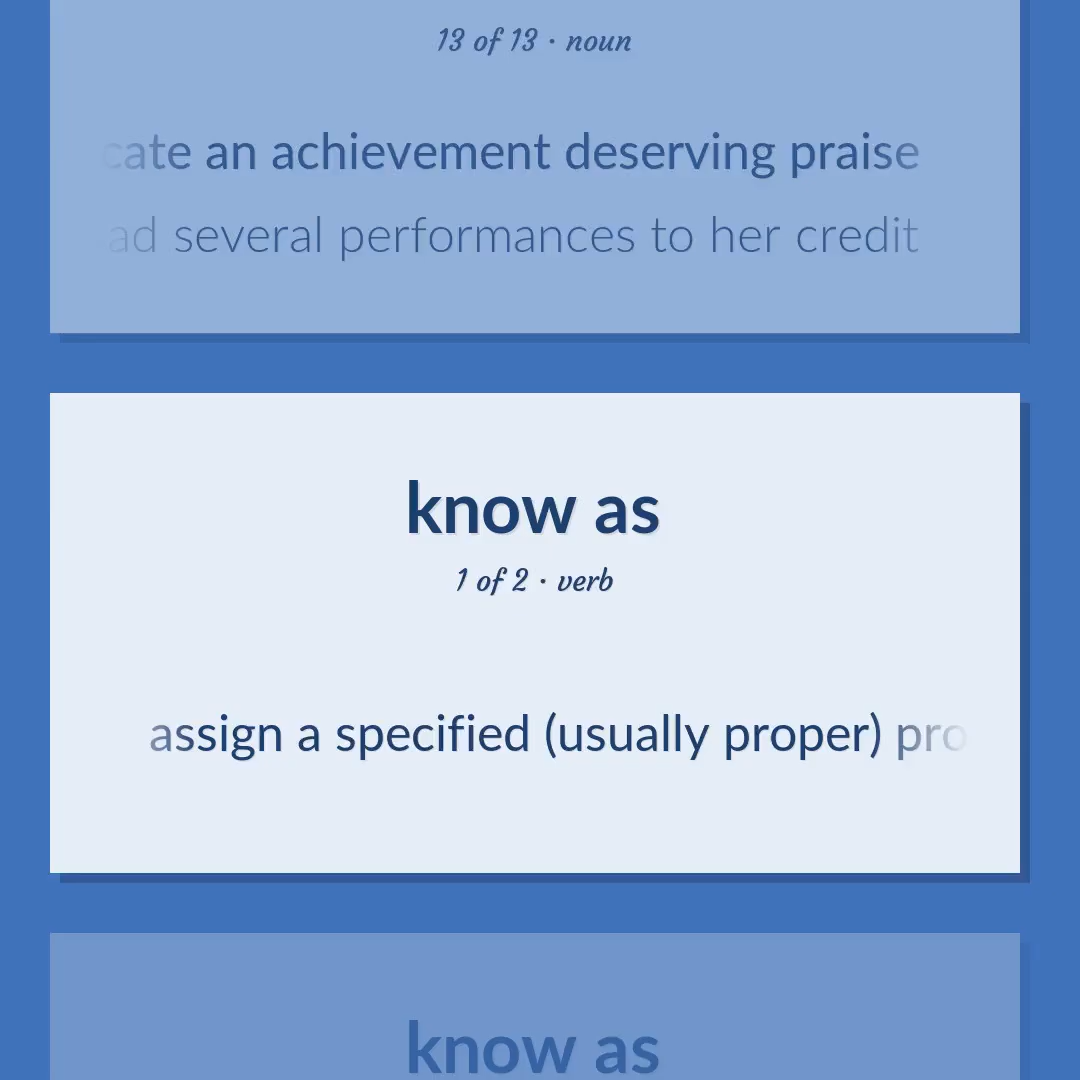 13 of 13 · noun
cate an achievement deserving praise
ad several performances to her credit
know as
1 of 2 · verb
assign a specified (usually proper) pro
know as